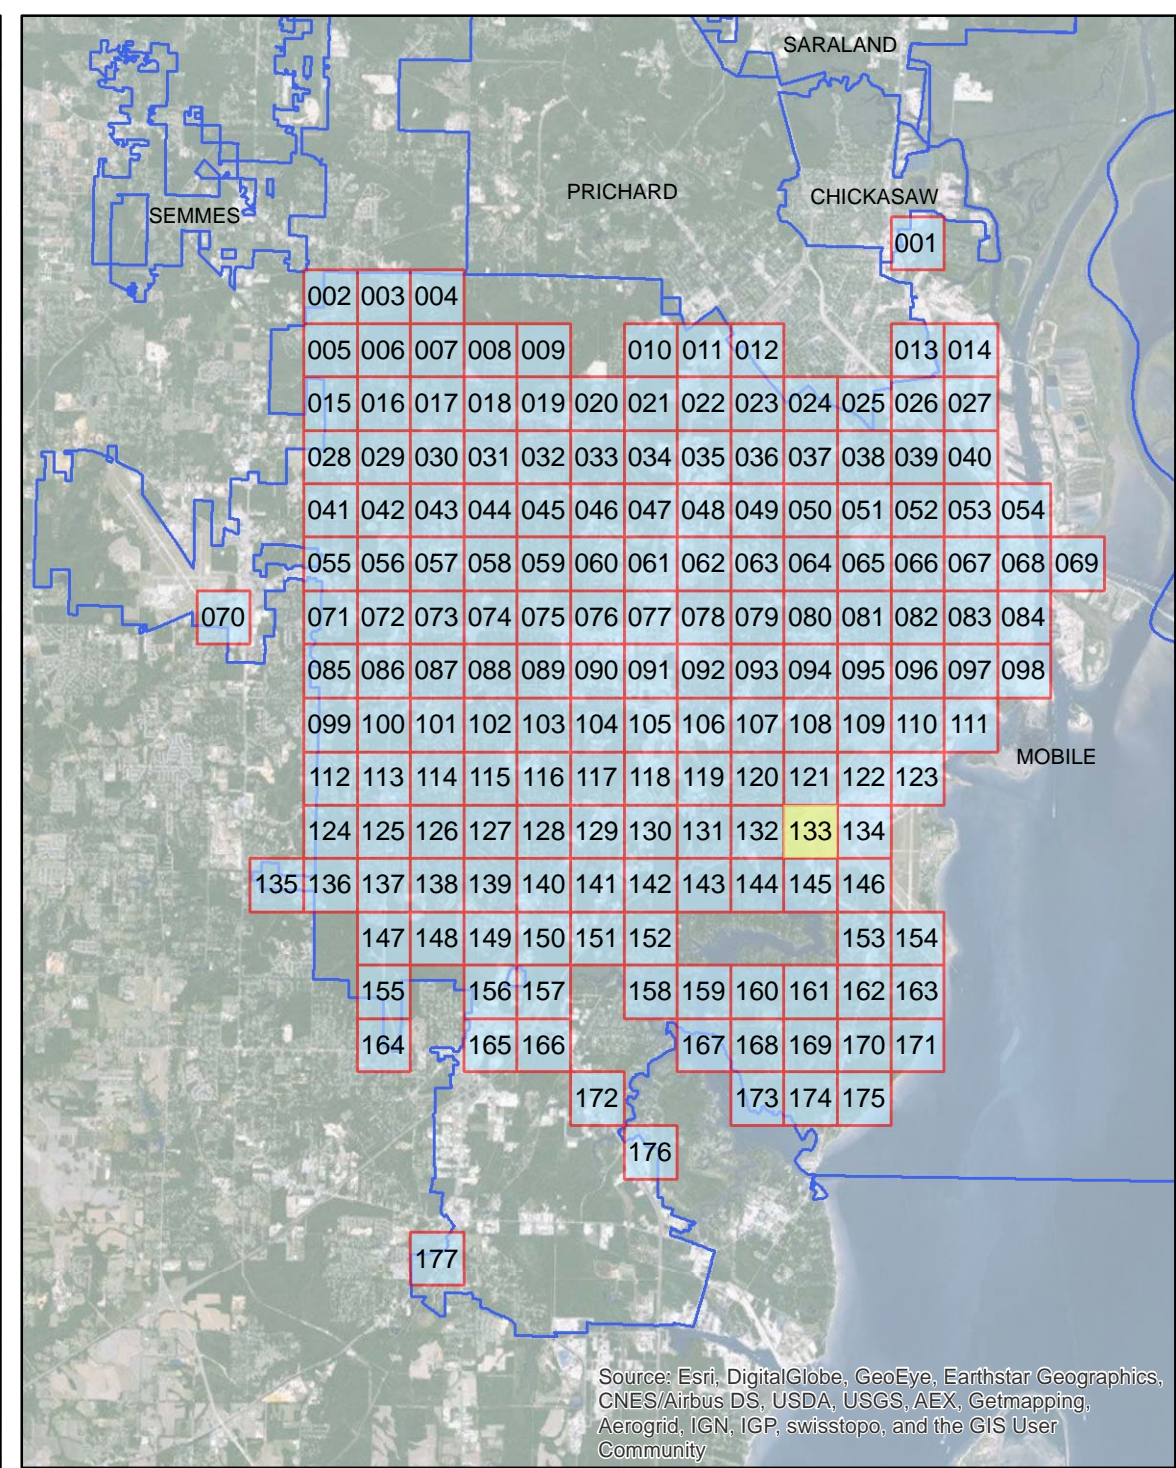 SARALAND
PRICHARD
CHICKASAW
SEMMES
001
002 003 004
005 006 007 008 009 010 011 012 013 014
015 016 017 018 019 020 021 022 023 024 025 026 027
028 029 030 031 032 033 034 035 036 037 038 039 040
041 042 043 044 045 046 047 048 049 050 051 052 053 054
055 056 057 058 059 060 061 062 063 064 065 066 067 068 069
070 071 072 073 074 075 076 077 078 079 080 081 082 083 084
085 086 087 088 089 090 091 092 093 094 095 096 097 098
099 100 101 102 103 104 105 106 107 108 109 110 111
MOBILE
112 113 114 115 116 117 118 119 120 121 122 123
124 125 126 127 128 129 130 131 132 133 134
135 136 137 138 139 140 141 142 143 144 145 146
147 148 149 150 151 152 153 154
155 156 157 158 159 160 161 162 163
164 165 166 167 168 169 170 171
172 173 174 175
176
177
Source: Esri, DigitalGlobe, GeoEye, Earthstar Geographics,
CNES/Airbus DS, USDA, USGS, AEX, Getmapping,
Aerogrid, IGN, IGP, swisstopo, and the GIS User
Community